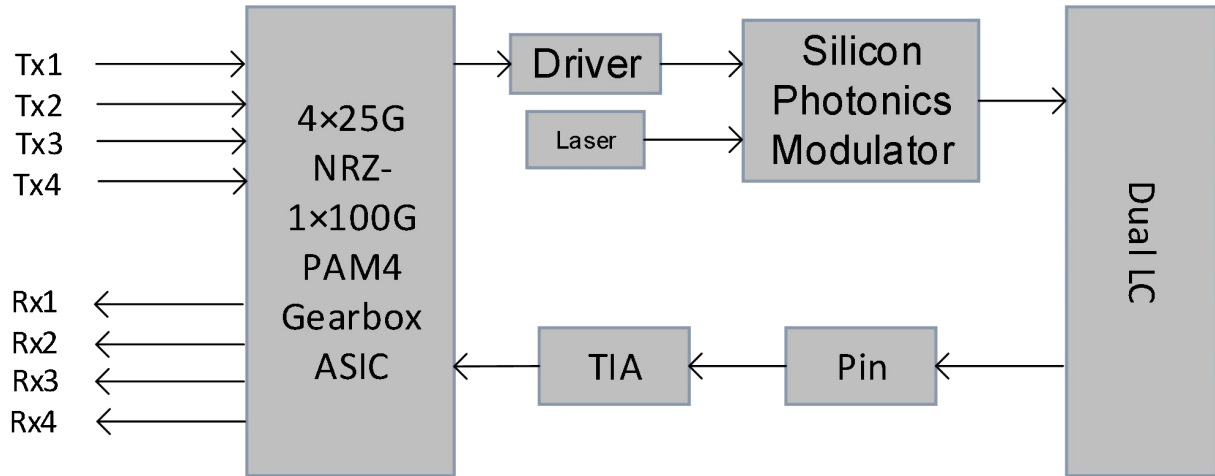 Tx1
Tx2
Tx3
Tx4
Rx1
Rx2
Rx3
Rx4
4×25G
NRZ-
1×100G
PAM4
Gearbox
ASIC
Driver
Laser
Silicon
Photonics
Modulator
TIA
Pin
Dual LC